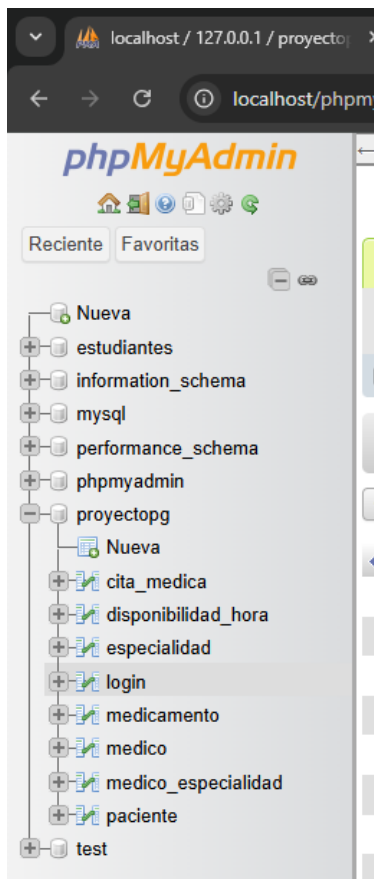 localhost / 127.0.0.1 / proyectop
localhost/phpmy
phpMyAdmin
Reciente Favoritas
Nueva
estudiantes
information_schema
mysql
performance_schema
phpmyadmin
proyectopg
Nueva
cita_medica
disponibilidad_hora
especialidad
login
medicamento
medico
medico_especialidad
paciente
test